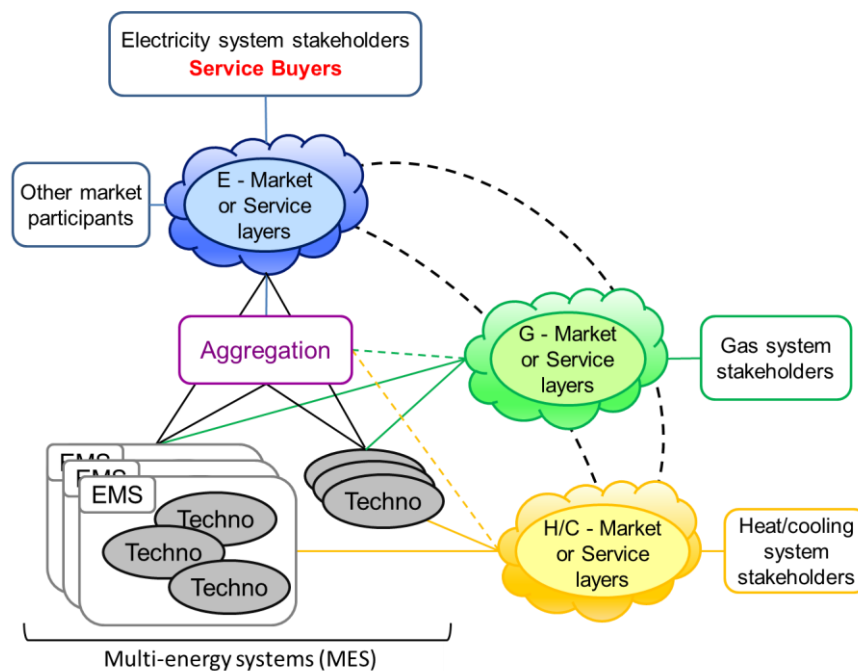 Electricity system stakeholders
Service Buyers
E - Market
or Service
layers
Other market
participants
Aggregation
G - Market
or Service
layers
Gas system
stakeholders
EMS
EMS
EMS
Techno
Techno
Techno
Techno
H/C - Market
or Service
layers
Heat/cooling
system
stakeholders
Multi-energy systems (MES)